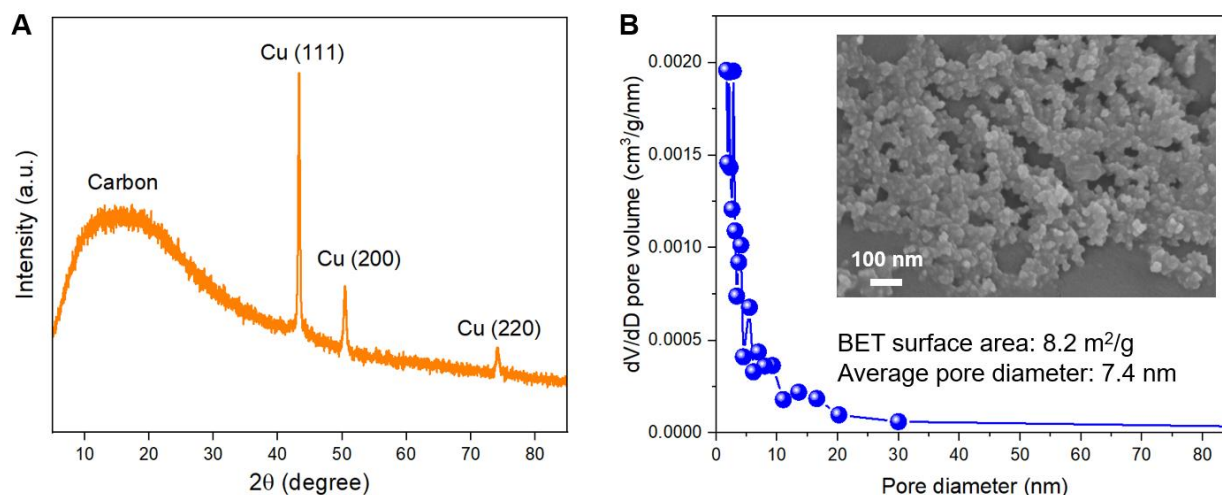 A
Cu (111)
Carbon
Cu (200)
Cu (220)
Intensity (a.u.)
10 20 30 40 50 60 70 80
2θ (degree)
B
dV/dD pore volume (cm³/g/nm)
0.0020
0.0015
0.0010
0.0005
0.0000
100 nm
BET surface area: 8.2 m²/g
Average pore diameter: 7.4 nm
0 10 20 30 40 50 60 70 80
Pore diameter (nm)